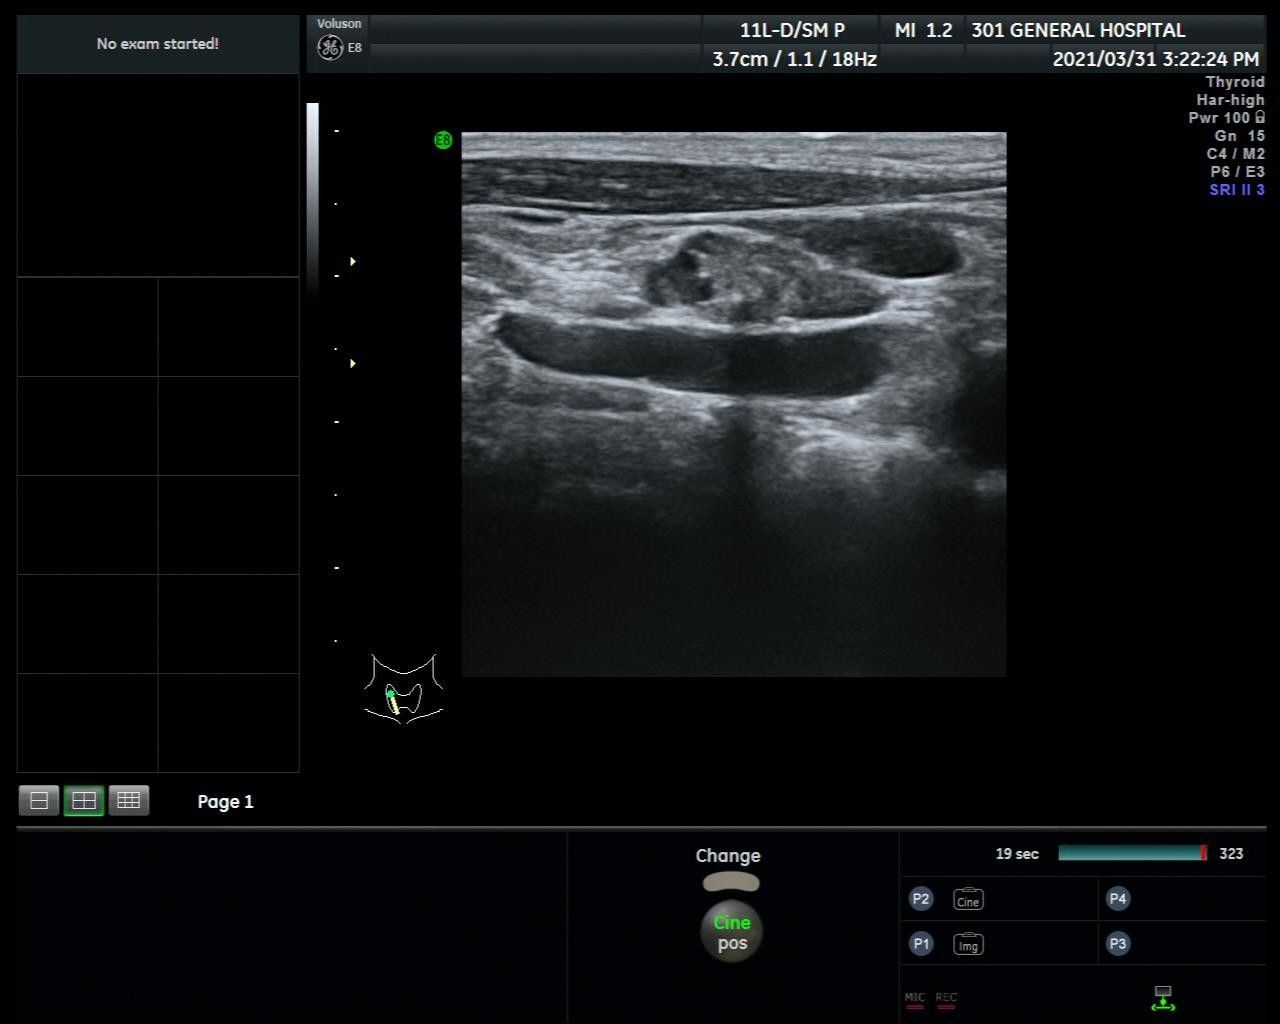 No exam started!
Voluson
E8
11L-D/SM P
MI 1.2
301 GENERAL HOSPITAL
3.7cm / 1.1 / 18Hz
2021/03/31 3:22:24 PM
Thyroid
Har-high
Pwr 100
Gn 15
C4 / M2
P6 / E3
SRI II 3
E8
Page 1
Change
Cine
pos
19 sec
323
P2 Cine
P4
P1 Img
P3
MIC REC